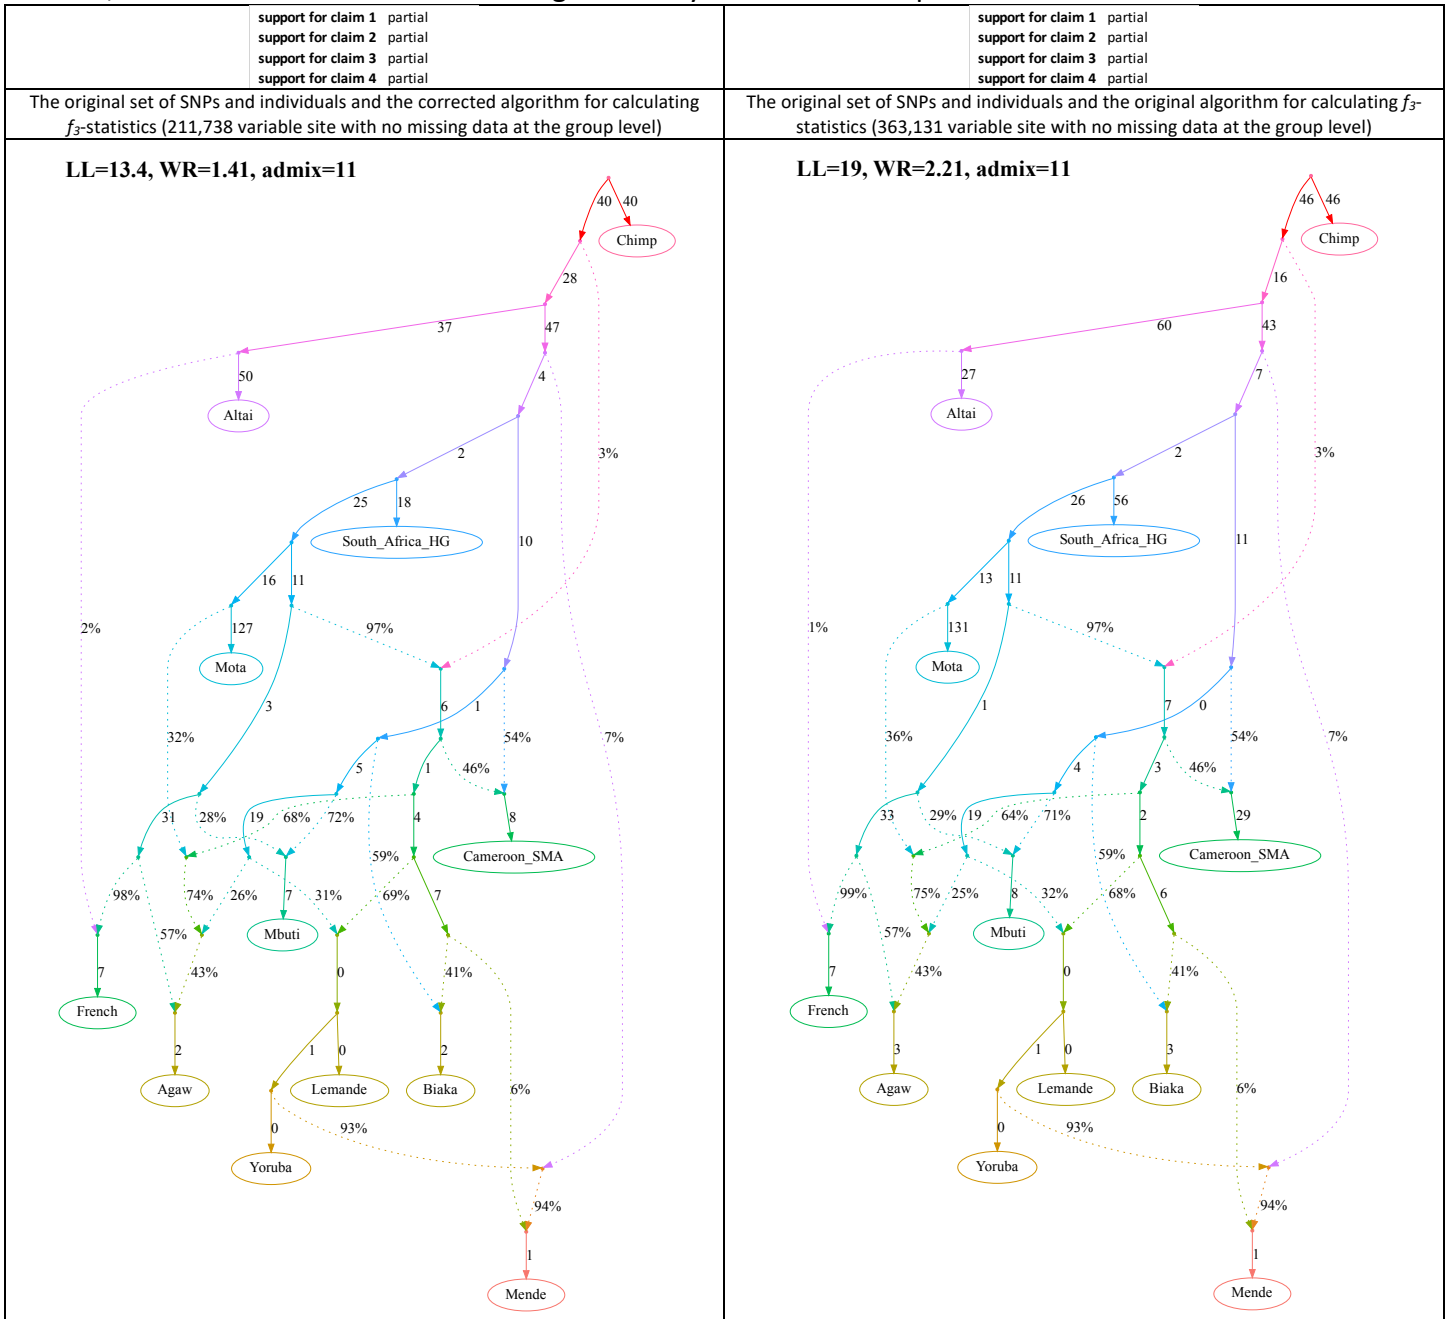 support for claim 1 partial
support for claim 2 partial
support for claim 3 partial
support for claim 4 partial
The original set of SNPs and individuals and the corrected algorithm for calculating
f3-statistics (211,738 variable site with no missing data at the group level)
LL=13.4, WR=1.41, admix=11
40 40
Chimp
28
37
47
50
4
Altai
2
3%
25
18
South_Africa_HG
10
16
11
2%
127
97%
Mota
3
6
1
32%
54%
7%
5
1
46%
31
28%
19
68%
72%
4
8
59%
Cameroon_SMA
98%
74%
26%
7
31%
69%
7
57%
Mbuti
43%
0
41%
7
French
2
1
0
2
Agaw
Lemande
Biaka
6%
0
93%
Yoruba
94%
1
Mende
support for claim 1 partial
support for claim 2 partial
support for claim 3 partial
support for claim 4 partial
The original set of SNPs and individuals and the original algorithm for calculating f3-
statistics (363,131 variable site with no missing data at the group level)
LL=19, WR=2.21, admix=11
46 46
Chimp
16
60
43
27
7
Altai
2
3%
26
56
South_Africa_HG
11
13
11
1%
131
97%
Mota
1
7
0
36%
54%
7%
4
3
46%
33
29%
19
64%
71%
2
29
59%
Cameroon_SMA
99%
75%
25%
8
32%
68%
6
57%
Mbuti
43%
0
41%
7
French
3
1
0
3
Agaw
Lemande
Biaka
6%
0
93%
Yoruba
94%
1
Mende